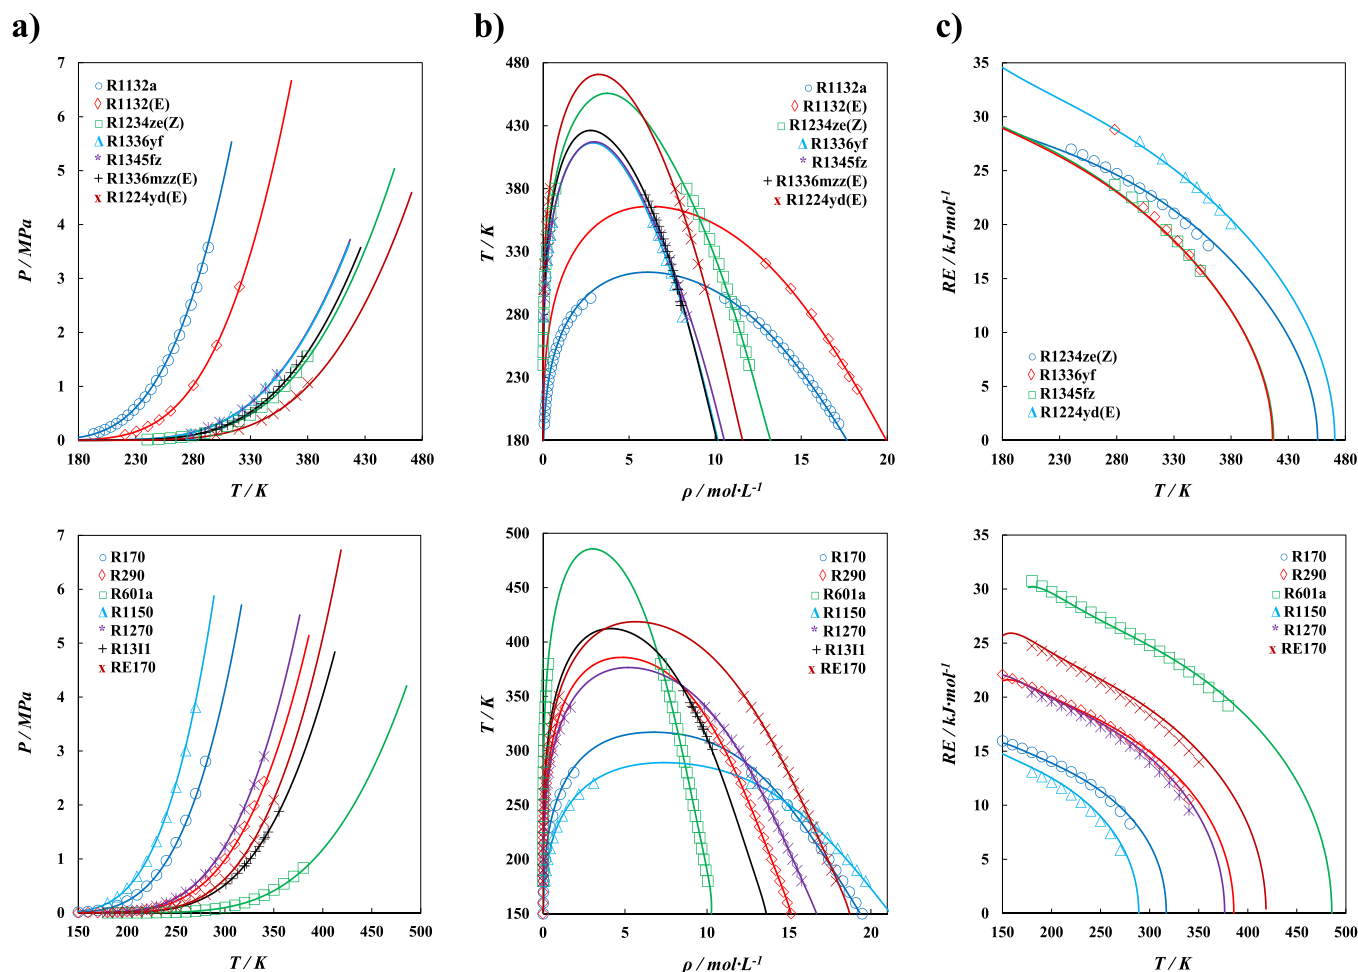 a)
b)
c)
7
6
5
4
3
2
1
0
P / MPa
R1132a
R1132(E)
R1234ze(Z)
R1336yf
R1345fz
R1336mzz(E)
R1224yd(E)
180 230 280 330 380 430 480
T / K
480
430
380
330
280
230
180
T / K
R1132a
R1132(E)
R1234ze(Z)
R1336yf
R1345fz
R1336mzz(E)
R1224yd(E)
0 5 10 15 20
ρ / mol·L-1
35
30
25
20
15
10
5
0
RE / kJ·mol-1
R1234ze(Z)
R1336yf
R1345fz
R1224yd(E)
180 230 280 330 380 430 480
T / K
7
6
5
4
3
2
1
0
P / MPa
R170
R290
R601a
R1150
R1270
R13I1
RE170
150 200 250 300 350 400 450 500
T / K
500
450
400
350
300
250
200
150
T / K
R170
R290
R601a
R1150
R1270
R13I1
RE170
0 5 10 15 20
ρ / mol·L-1
35
30
25
20
15
10
5
0
RE / kJ·mol-1
R170
R290
R601a
R1150
R1270
RE170
150 200 250 300 350 400 450 500
T / K